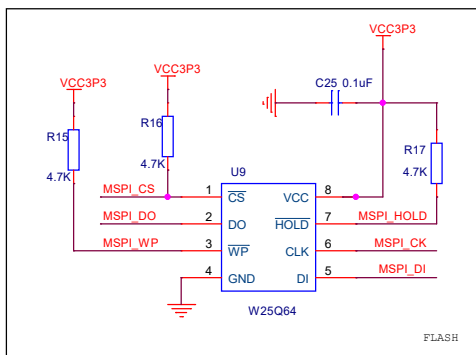 VCC3P3
VCC3P3
VCC3P3
C25 0.1uF
R15
4.7K
R16
4.7K
R17
4.7K
U9
MSPI_CS 1 CS VCC 8
MSPI_DO 2 DO HOLD 7 MSPI_HOLD
MSPI_WP 3 WP CLK 6 MSPI_CK
4 GND DI 5 MSPI_DI
W25Q64
FLASH